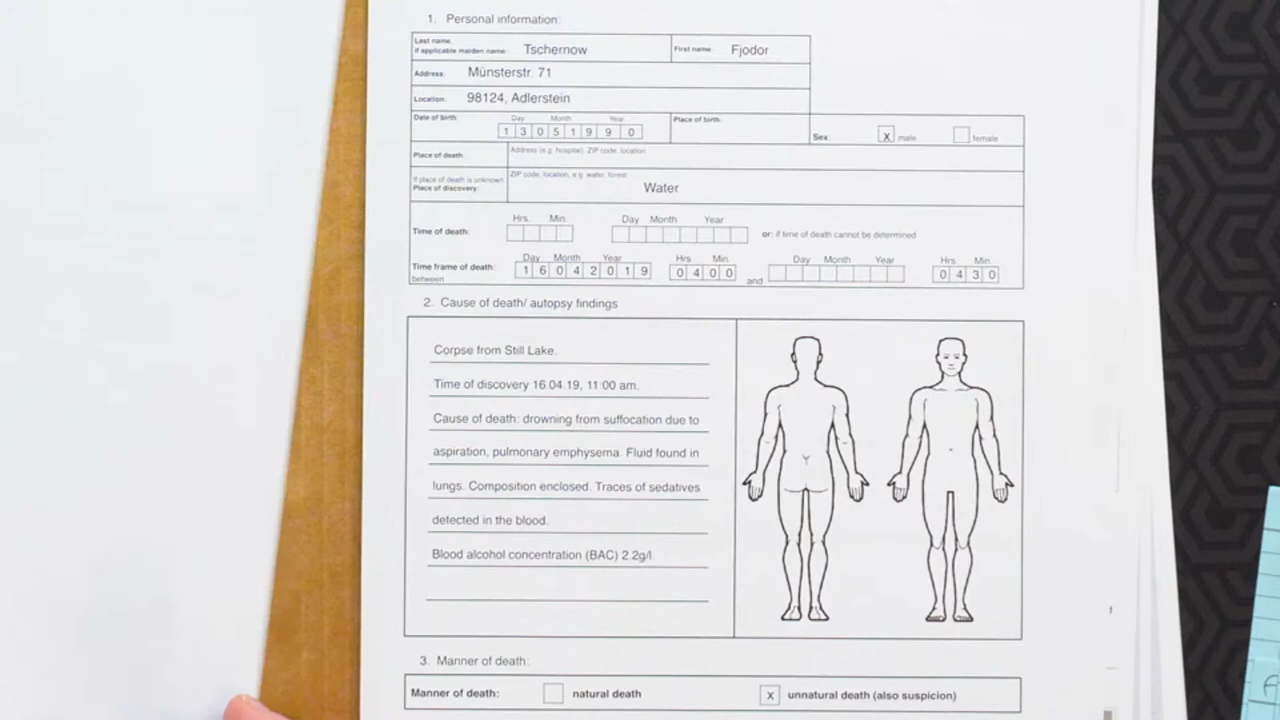 1. Personal information:
Last name,
if applicable maiden name: Tschernow First name: Fjodor
Address: Münsterstr. 71
Location: 98124, Adlerstein
Date of birth: Day Month Year Place of birth:
1 3 0 5 1 9 9 0
Sex: X male female
Place of death: Address (e.g. hospital), ZIP code, location
If place of death is unknown: ZIP code, location, e.g. water, forest
Place of discovery: Water
Hrs. Min. Day Month Year
Time of death: or: if time of death cannot be determined
Day Month Year Hrs. Min. Day Month Year Hrs. Min.
Time frame of death: 1 6 0 4 2 0 1 9 0 4 0 0 0 4 3 0
between and
2. Cause of death/ autopsy findings
Corpse from Still Lake.
Time of discovery 16.04.19, 11:00 am.
Cause of death: drowning from suffocation due to
aspiration, pulmonary emphysema. Fluid found in
lungs. Composition enclosed. Traces of sedatives
detected in the blood.
Blood alcohol concentration (BAC) 2.2g/l
3. Manner of death:
Manner of death: natural death X unnatural death (also suspicion)